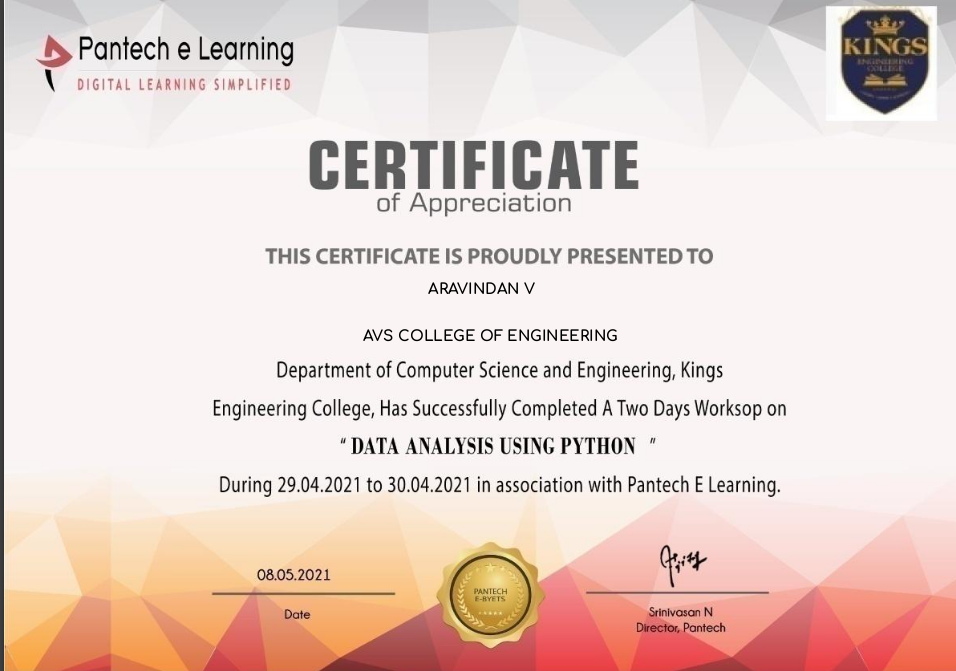 Pantech e Learning
DIGITAL LEARNING SIMPLIFIED
KINGS
ENGINEERING
COLLEGE
CERTIFICATE
of Appreciation
THIS CERTIFICATE IS PROUDLY PRESENTED TO
ARAVINDAN V
AVS COLLEGE OF ENGINEERING
Department of Computer Science and Engineering, Kings
Engineering College, Has Successfully Completed A Two Days Worksop on
“ DATA ANALYSIS USING PYTHON ”
During 29.04.2021 to 30.04.2021 in association with Pantech E Learning.
08.05.2021
Date
PANTECH
E-BYETS
Srinivasan N
Director, Pantech